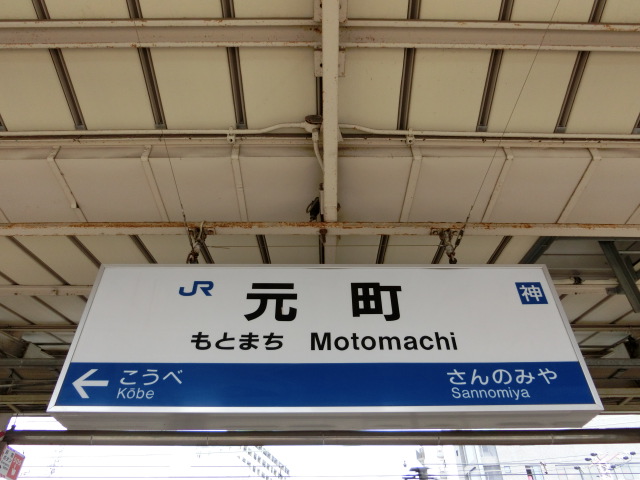 JR 元町 神
もとまち Motomachi
← こうべ さんのみや
Kōbe Sannomiya